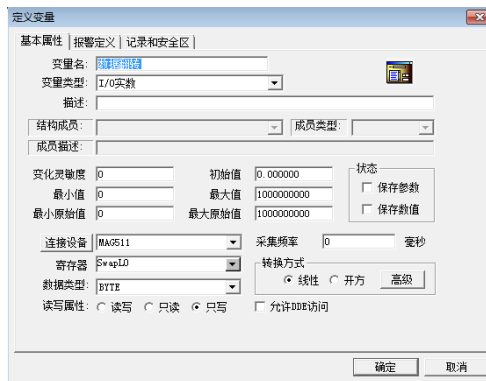 定义变量
基本属性 报警定义 记录和安全区
变量名: 数据翻转
变量类型: I/O实数
描述:
结构成员: 成员类型:
成员描述:
变化灵敏度 0 初始值 0.000000 状态
最小值 0 最大值 1000000000 保存参数
最小原始值 0 最大原始值 1000000000 保存数值
连接设备 MAG511 采集频率 0 毫秒
寄存器 SwapL0 转换方式
数据类型: BYTE 线性 开方 高级
读写属性: 读写 只读 只写 允许DDE访问
确定 取消